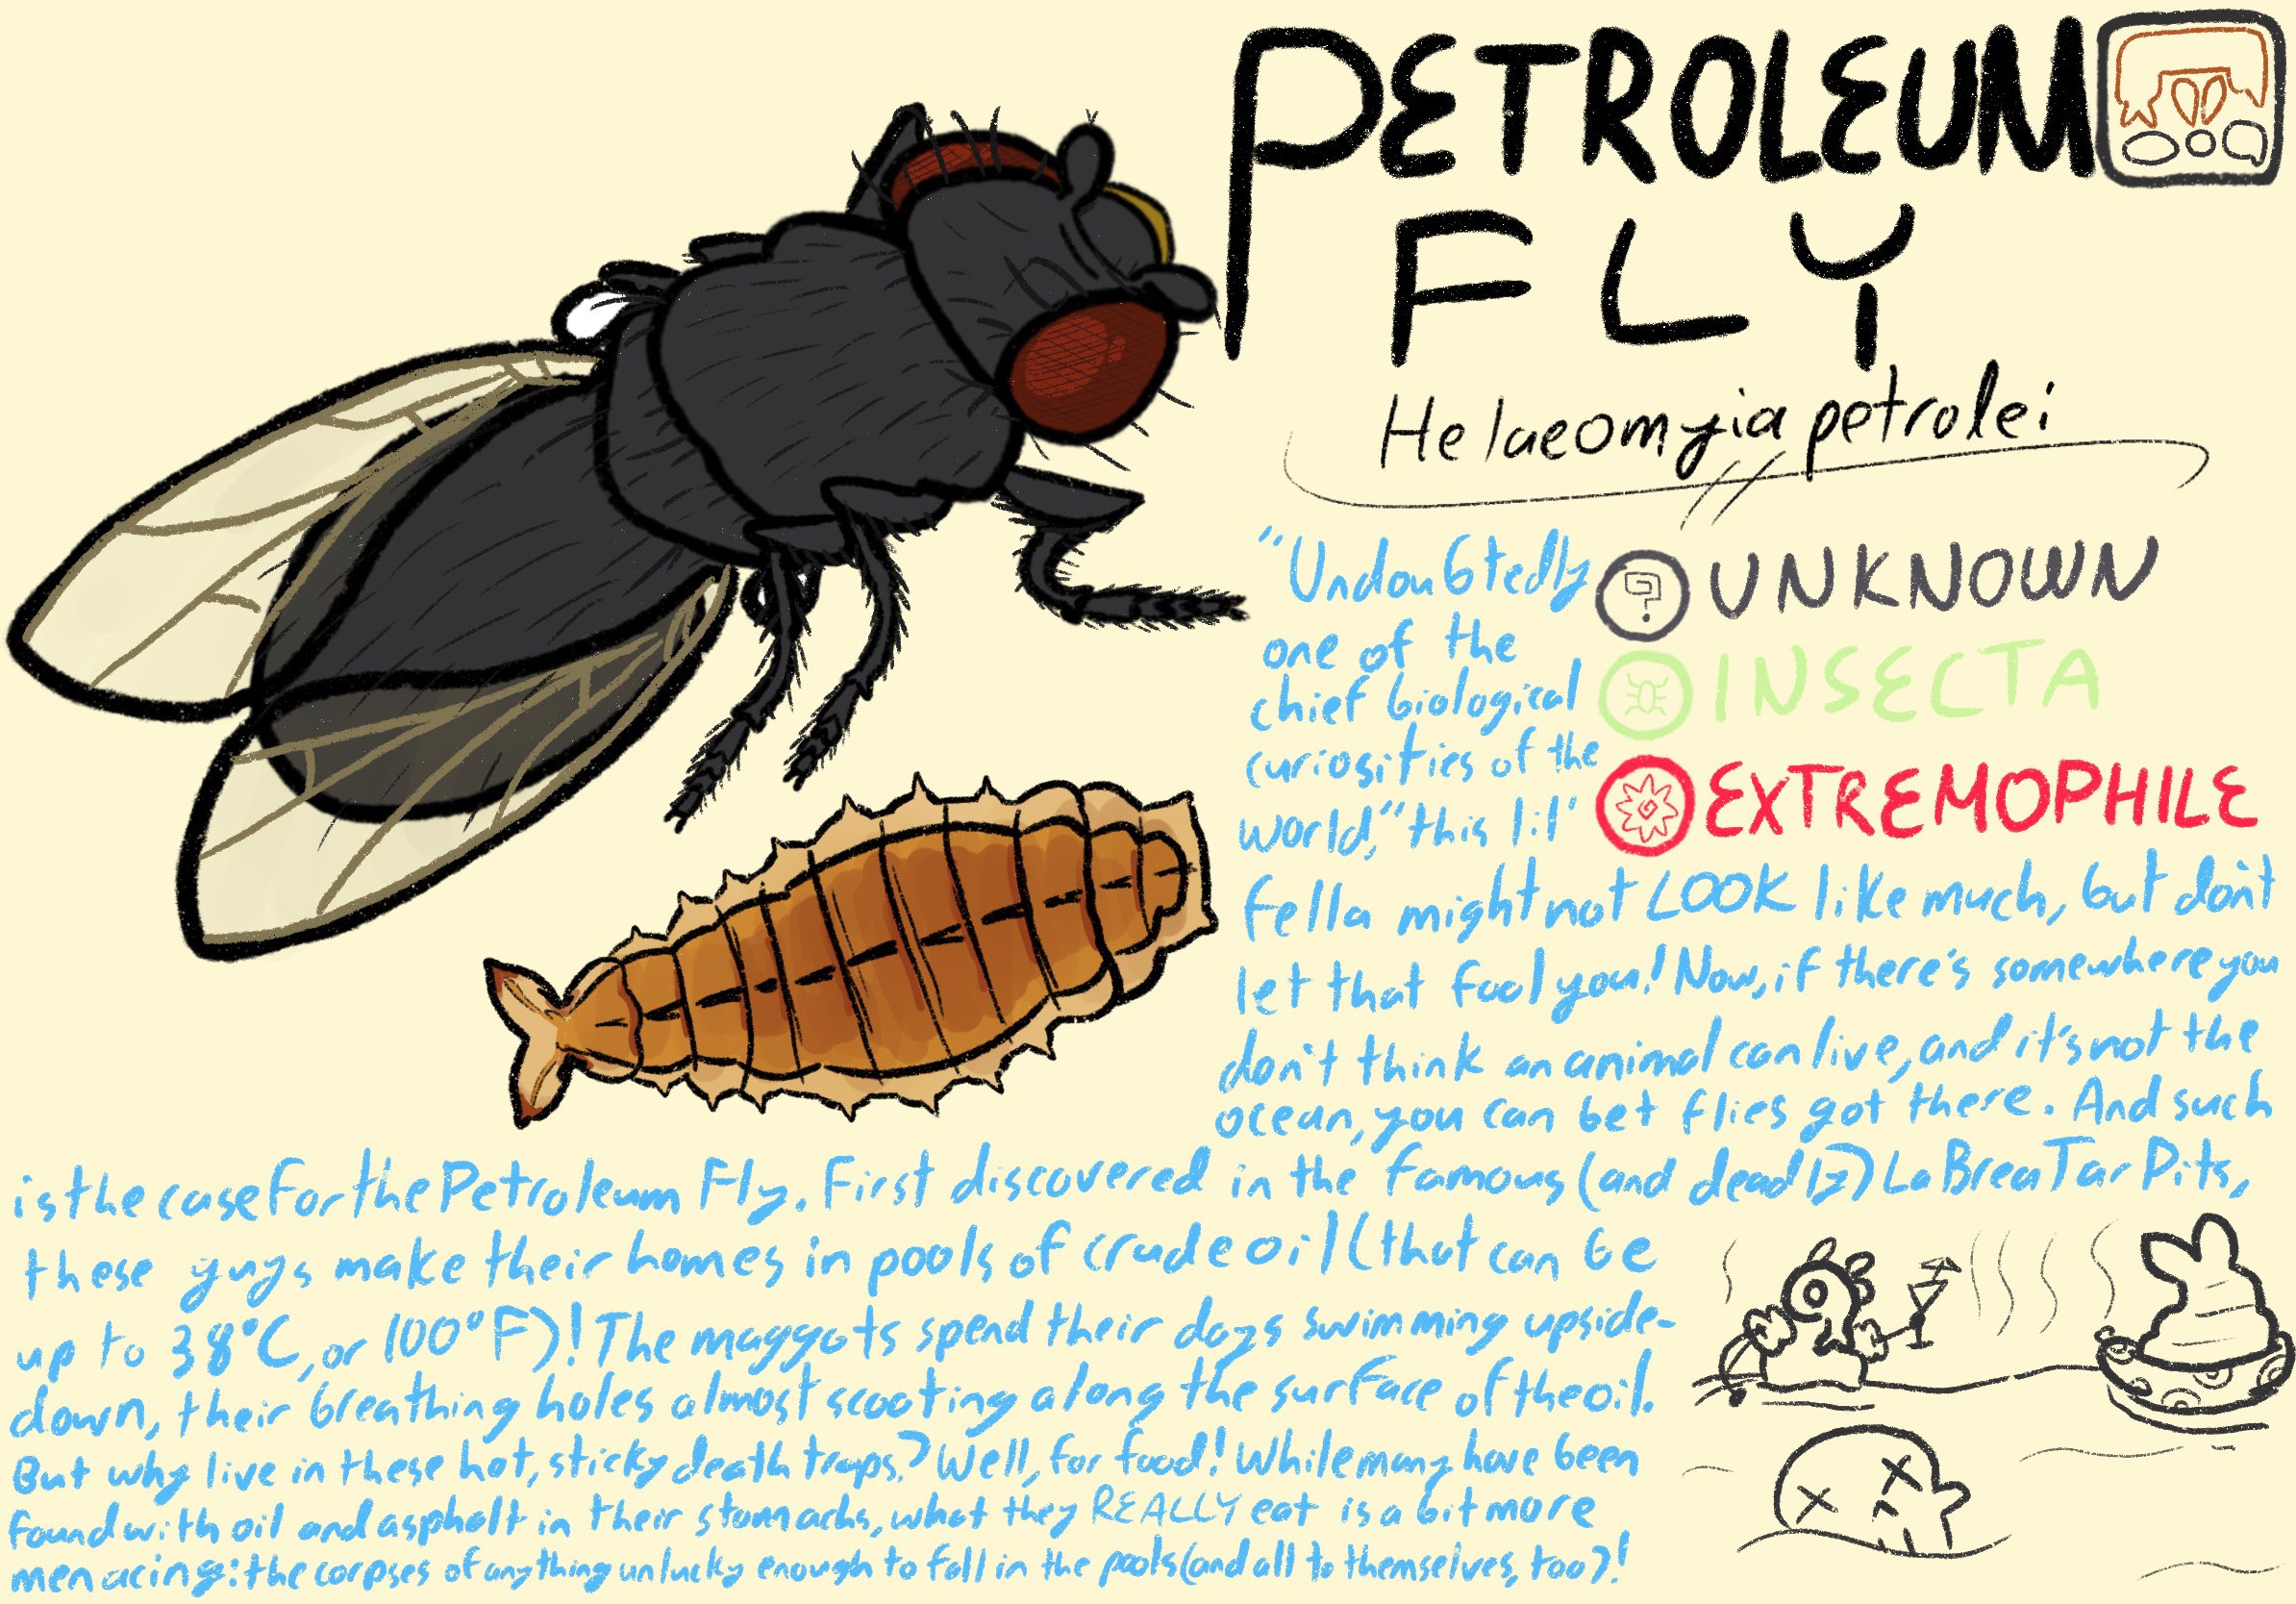 PETROLEUM
FLY
Helaeomyia petrolei
? UNKNOWN
INSECTA
EXTREMOPHILE
"Undoubtedly
one of the
chief biological
curiosities of the
world," this lil'
fella might not LOOK like much, but don't
let that fool you! Now, if there's somewhere you
don't think an animal can live, and it's not the
ocean, you can bet flies got there. And such
is the case for the Petroleum Fly. First discovered in the famous (and deadly) La Brea Tar Pits,
these guys make their homes in pools of crude oil (that can be
up to 38°C, or 100°F)! The maggots spend their days swimming upside-
down, their breathing holes almost scooting along the surface of the oil.
But why live in these hot, sticky death traps? Well, for food! While many have been
found with oil and asphalt in their stomachs, what they REALLY eat is a bit more
menacing: the corpses of anything unlucky enough to fall in the pools (and all to themselves, too)!